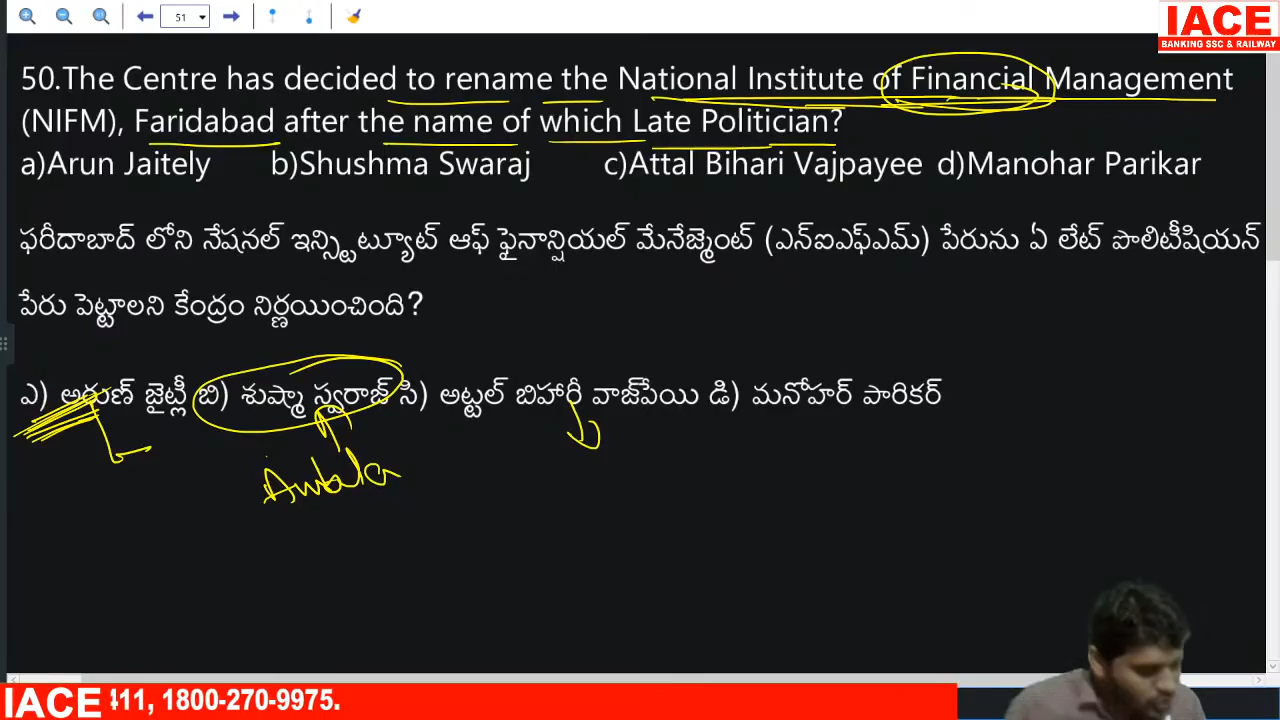 51
IACE
BANKING SSC & RAILWAY
50.The Centre has decided to rename the National Institute of Financial Management
(NIFM), Faridabad after the name of which Late Politician?
a)Arun Jaitely b)Shushma Swaraj c)Attal Bihari Vajpayee d)Manohar Parikar
ఫరీదాబాద్ లోని నేషనల్ ఇన్స్టిట్యూట్ ఆఫ్ ఫైనాన్షియల్ మేనేజ్మెంట్ (ఎన్ఐఎఫ్ఎమ్) పేరును ఏ లేట్ పొలిటీషియన్
పేరు పెట్టాలని కేంద్రం నిర్ణయించింది?
ఎ) అరుణ్ జైట్లీ బి) శుష్మా స్వరాజ్ సి) అట్టల్ బిహారీ వాజ్‌పేయి డి) మనోహర్ పారికర్
IACE 411, 1800-270-9975.